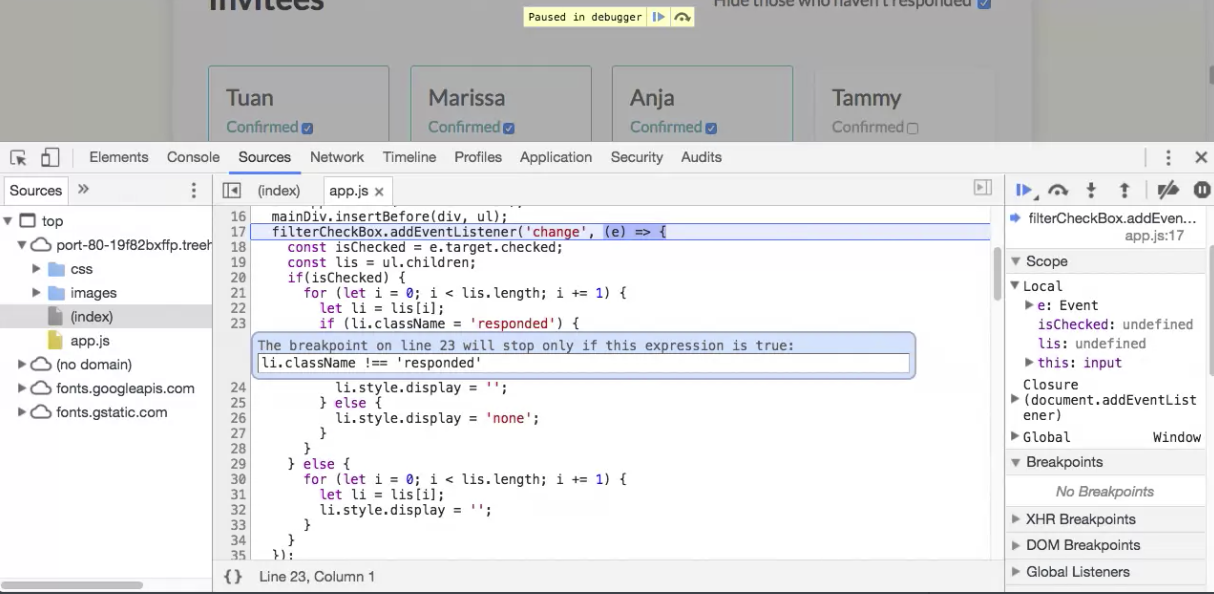 Invitees
Hide those who haven't responded
Paused in debugger
Tuan
Marissa
Anja
Tammy
Confirmed
Confirmed
Confirmed
Confirmed
Elements Console Sources Network Timeline Profiles Application Security Audits
Sources »
top
port-80-19f82bxffp.treeh
css
images
(index)
app.js
(no domain)
fonts.googleapis.com
fonts.gstatic.com
(index) app.js ×
16 mainDiv.insertBefore(div, ul);
17 filterCheckBox.addEventListener('change', (e) => {
18 const isChecked = e.target.checked;
19 const lis = ul.children;
20 if(isChecked) {
21 for (let i = 0; i < lis.length; i += 1) {
22 let li = lis[i];
23 if (li.className = 'responded') {
The breakpoint on line 23 will stop only if this expression is true:
li.className !== 'responded'
24 li.style.display = '';
25 } else {
26 li.style.display = 'none';
27 }
28 }
29 } else {
30 for (let i = 0; i < lis.length; i += 1) {
31 let li = lis[i];
32 li.style.display = '';
33 }
34 }
35 });
{} Line 23, Column 1
filterCheckBox.addEven...
app.js:17
Scope
Local
e: Event
isChecked: undefined
lis: undefined
this: input
Closure
(document.addEventList
ener)
Global Window
Breakpoints
No Breakpoints
XHR Breakpoints
DOM Breakpoints
Global Listeners